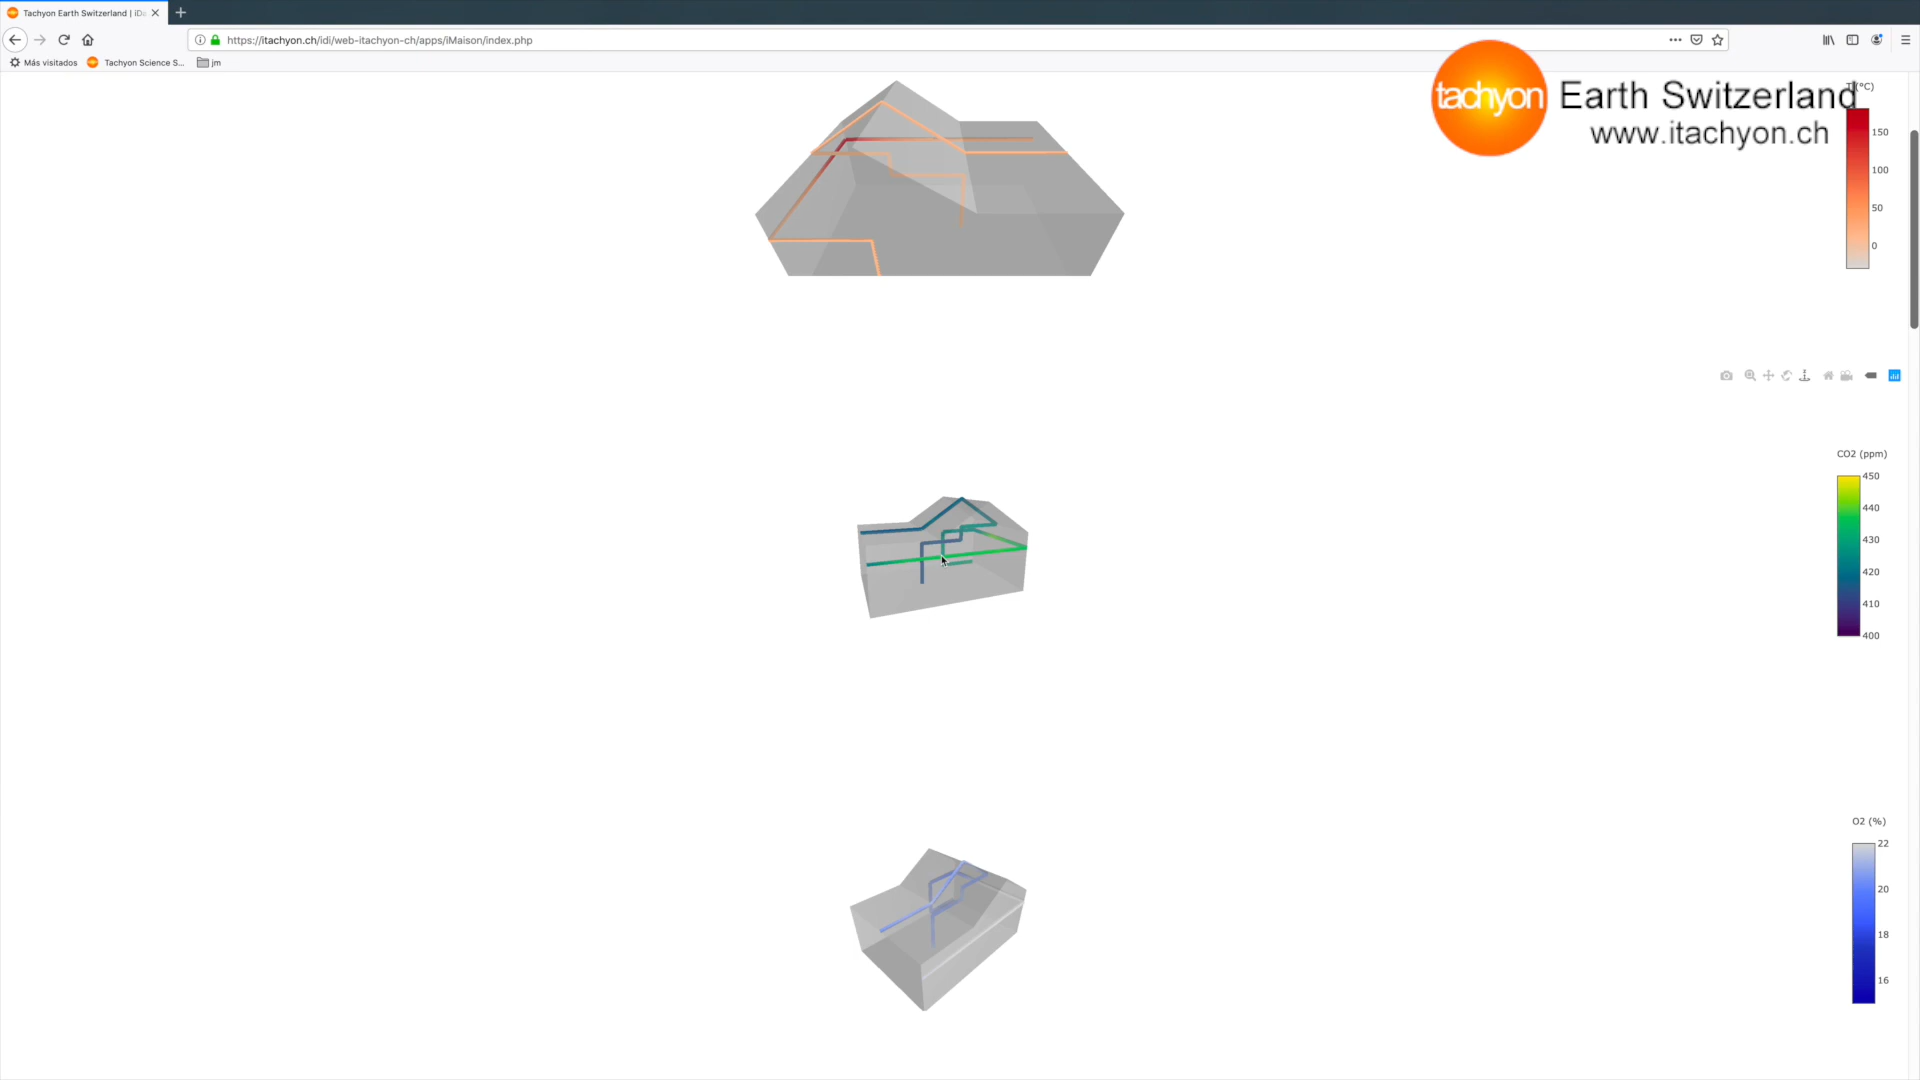 Tachyon Earth Switzerland | iDa
https://itachyon.ch/idi/web-itachyon-ch/apps/iMaison/index.php
Más visitados
Tachyon Science S...
jm
tachyon
Earth Switzerland
www.itachyon.ch
(°C)
150
100
50
0
CO2 (ppm)
450
440
430
420
410
400
O2 (%)
22
20
18
16